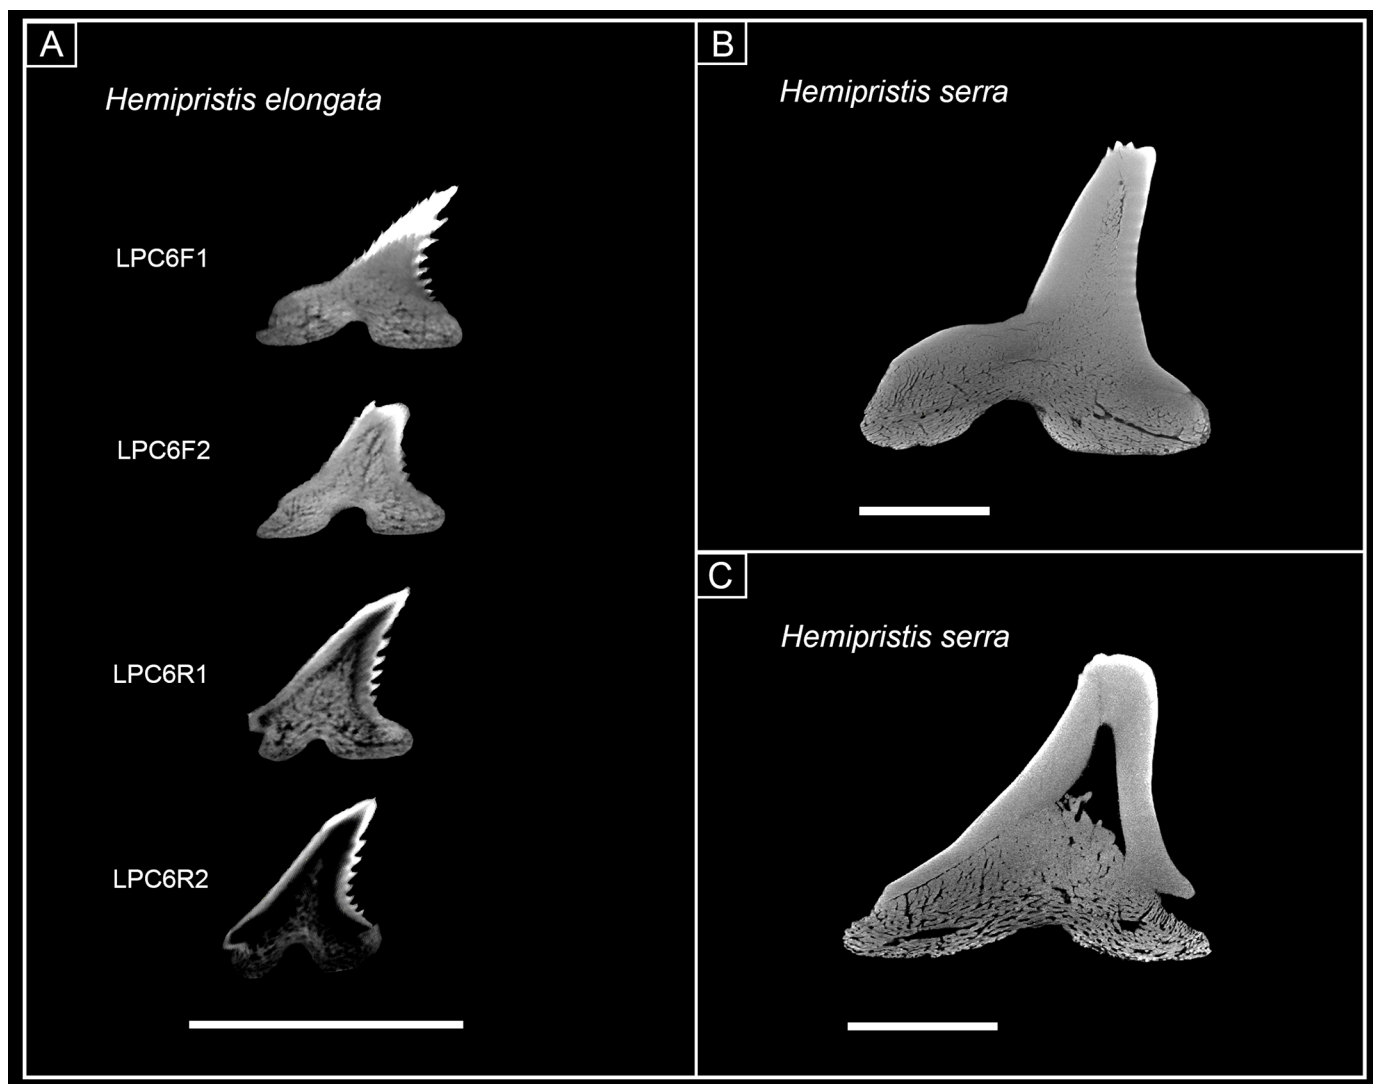 A
Hemipristis elongata
LPC6F1
LPC6F2
LPC6R1
LPC6R2
B
Hemipristis serra
C
Hemipristis serra